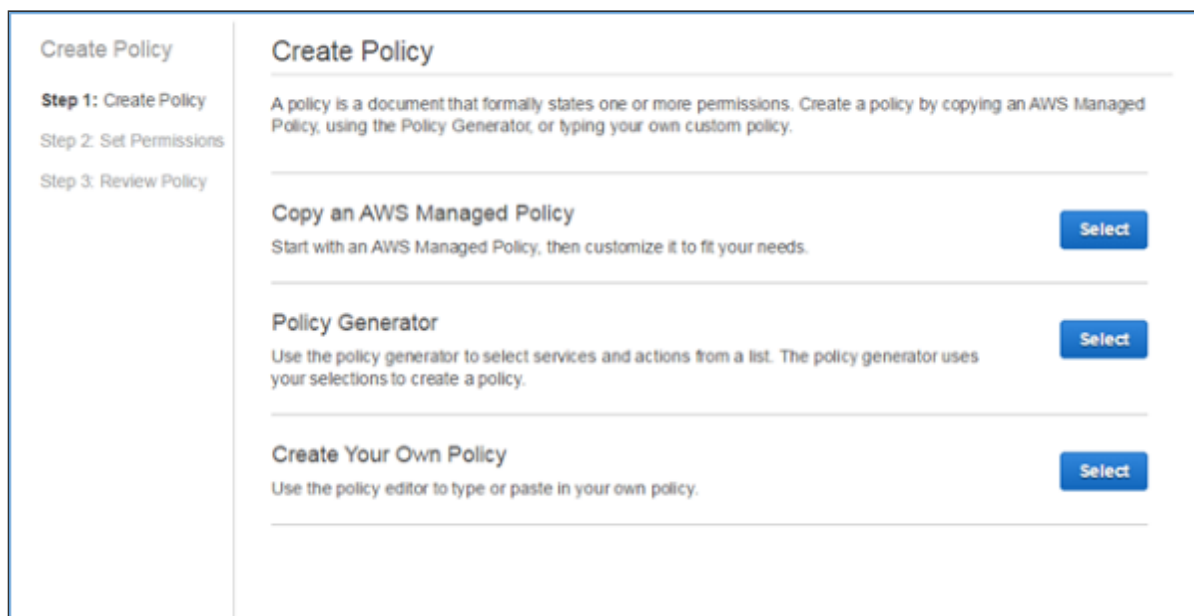 Create Policy
Step 1: Create Policy
Step 2: Set Permissions
Step 3: Review Policy
Create Policy
A policy is a document that formally states one or more permissions. Create a policy by copying an AWS Managed
Policy, using the Policy Generator, or typing your own custom policy.
Copy an AWS Managed Policy
Start with an AWS Managed Policy, then customize it to fit your needs.
Select
Policy Generator
Use the policy generator to select services and actions from a list. The policy generator uses
your selections to create a policy.
Select
Create Your Own Policy
Use the policy editor to type or paste in your own policy.
Select